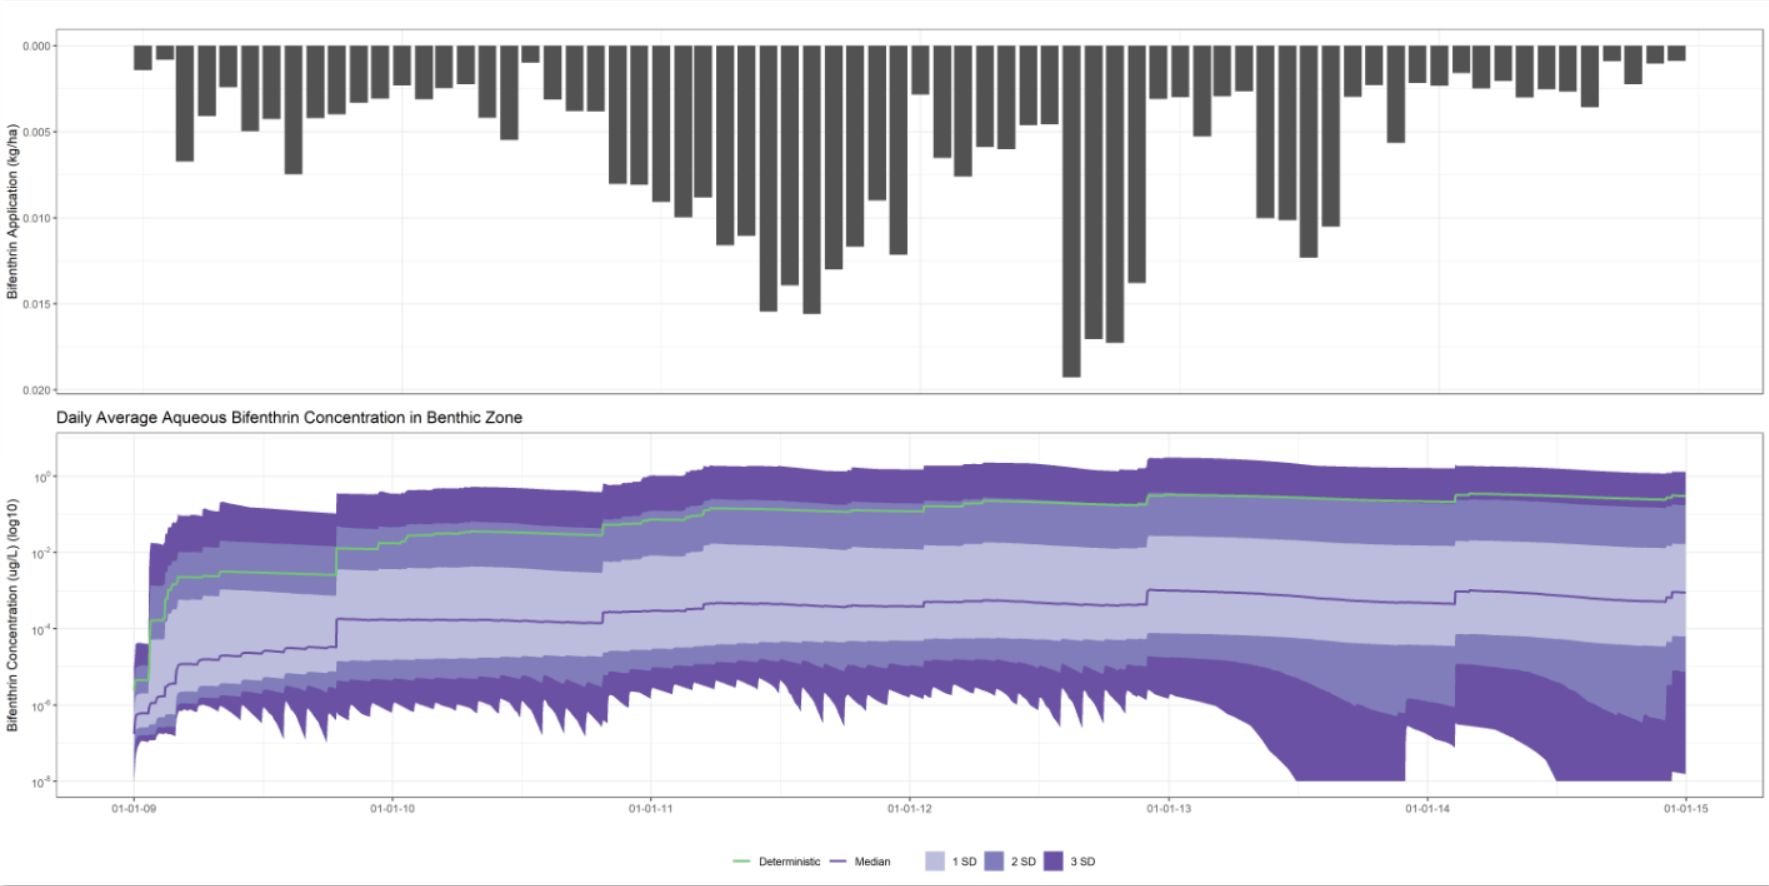 0.000
0.005
0.010
0.015
0.020
Bifenthrin Application (kg/ha)
Daily Average Aqueous Bifenthrin Concentration in Benthic Zone
10⁰
10⁻²
10⁻⁴
10⁻⁶
10⁻⁸
Bifenthrin Concentration (ug/L) (log10)
01-01-09 01-01-10 01-01-11 01-01-12 01-01-13 01-01-14 01-01-15
Deterministic Median 1 SD 2 SD 3 SD